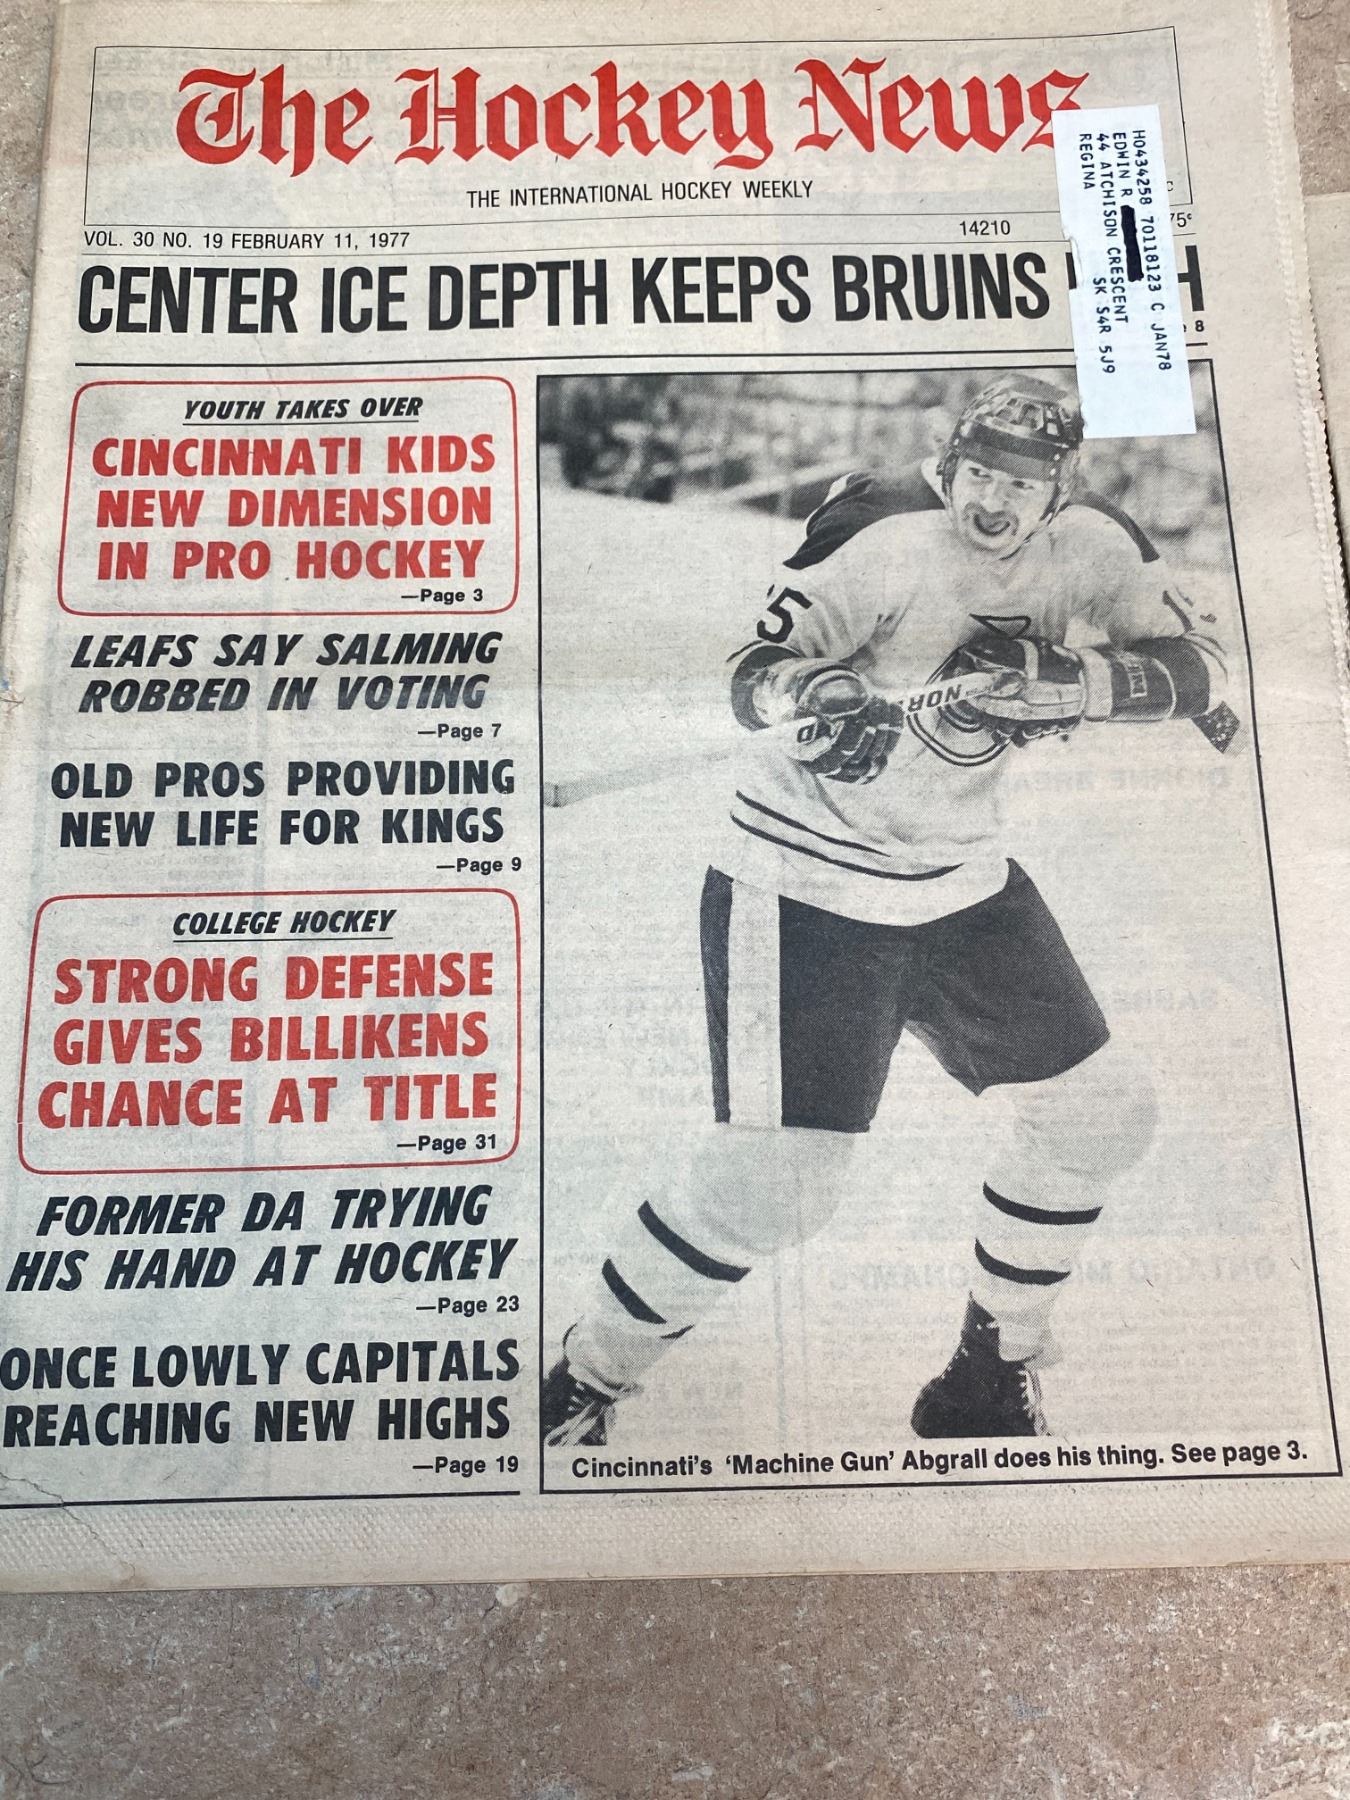 The Hockey News
THE INTERNATIONAL HOCKEY WEEKLY
VOL. 30 NO. 19 FEBRUARY 11, 1977
14210
75¢
HO434258 70118123 C JAN78
EDWIN R
44 ATCHISON CRESCENT
REGINA SK S4R 5J9
CENTER ICE DEPTH KEEPS BRUINS
8
YOUTH TAKES OVER
CINCINNATI KIDS
NEW DIMENSION
IN PRO HOCKEY
—Page 3
LEAFS SAY SALMING
ROBBED IN VOTING
—Page 7
OLD PROS PROVIDING
NEW LIFE FOR KINGS
—Page 9
COLLEGE HOCKEY
STRONG DEFENSE
GIVES BILLIKENS
CHANCE AT TITLE
—Page 31
FORMER DA TRYING
HIS HAND AT HOCKEY
—Page 23
ONCE LOWLY CAPITALS
REACHING NEW HIGHS
—Page 19
5
Cincinnati's 'Machine Gun' Abgrall does his thing. See page 3.